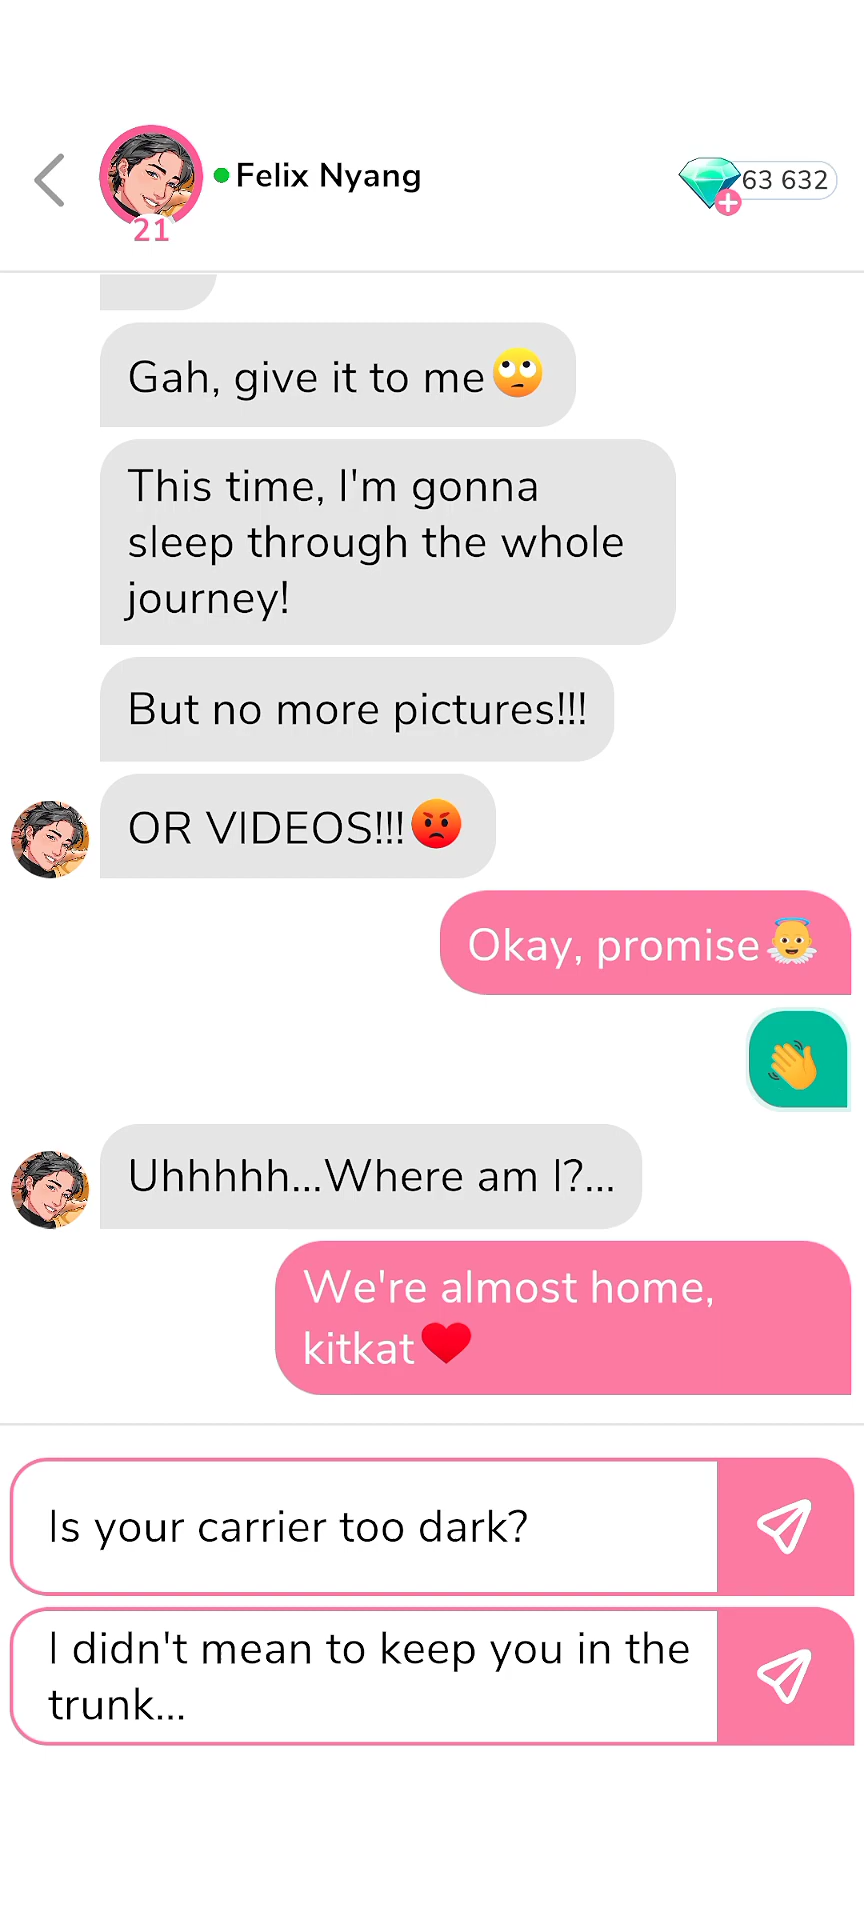 Felix Nyang
63 632
21
Gah, give it to me🙄
This time, I'm gonna
sleep through the whole
journey!
But no more pictures!!!
OR VIDEOS!!!😡
Okay, promise👼
👋
Uhhhhh...Where am I?...
We're almost home,
kitkat❤️
Is your carrier too dark?
I didn't mean to keep you in the
trunk...